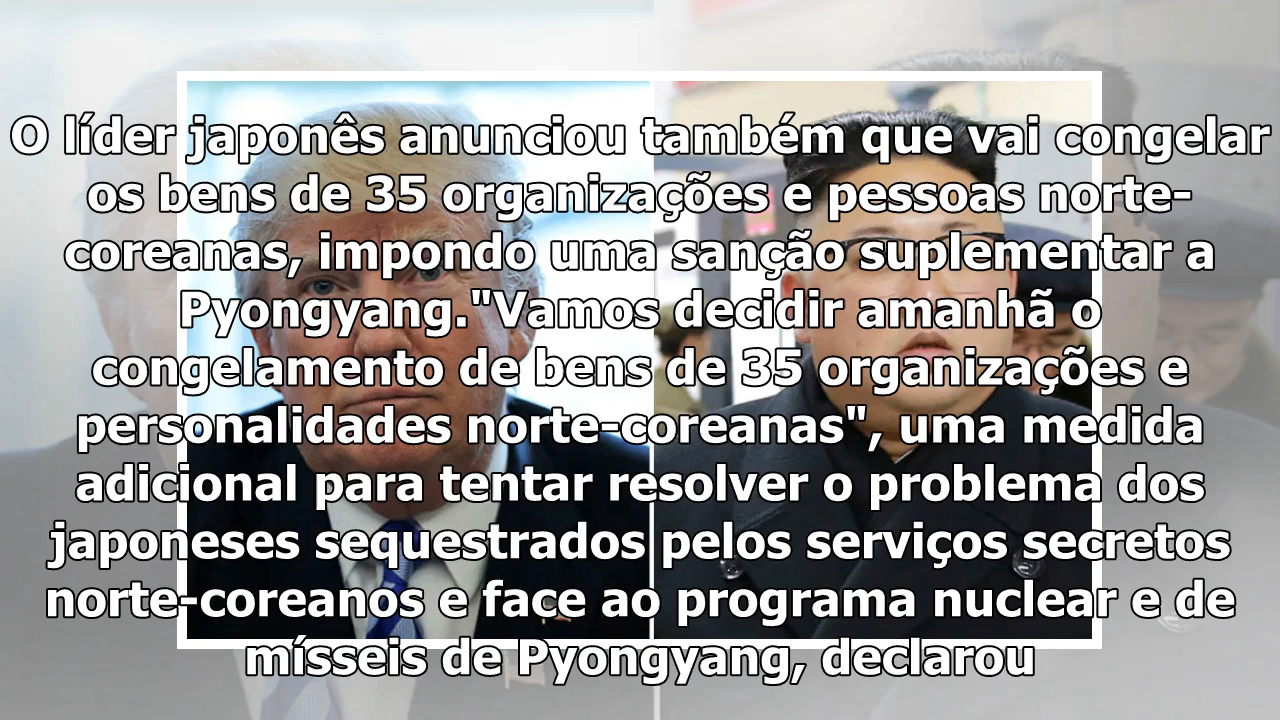 O líder japonês anunciou também que vai congelar
os bens de 35 organizações e pessoas norte-
coreanas, impondo uma sanção suplementar a
Pyongyang."Vamos decidir amanhã o
congelamento de bens de 35 organizações e
personalidades norte-coreanas", uma medida
adicional para tentar resolver o problema dos
japoneses sequestrados pelos serviços secretos
norte-coreanos e face ao programa nuclear e de
mísseis de Pyongyang, declarou